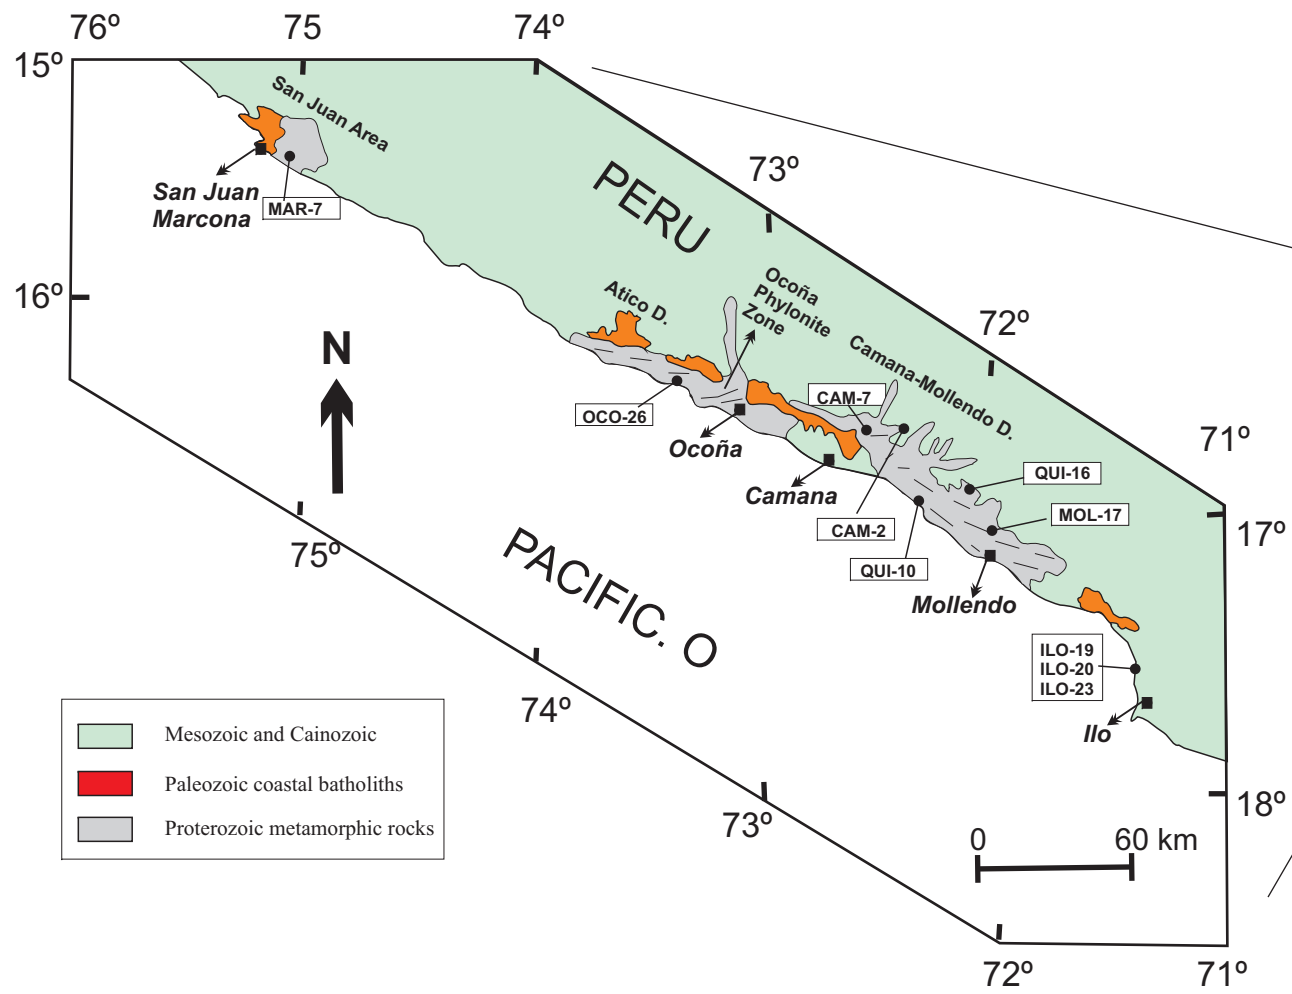 76º
75
74º
15º
San Juan Area
San Juan
Marcona
MAR-7
PERU
73º
16º
Atico D.
Ocoña
Phylonite
Zone
72º
Camana-Mollendo D.
N
OCO-26
CAM-7
Ocoña
71º
Camana
QUI-16
CAM-2
MOL-17
17º
75º
PACIFIC. O
QUI-10
Mollendo
ILO-19
ILO-20
ILO-23
Ilo
74º
Mesozoic and Cainozoic
Paleozoic coastal batholiths
Proterozoic metamorphic rocks
73º
18º
0
60 km
72º
71º